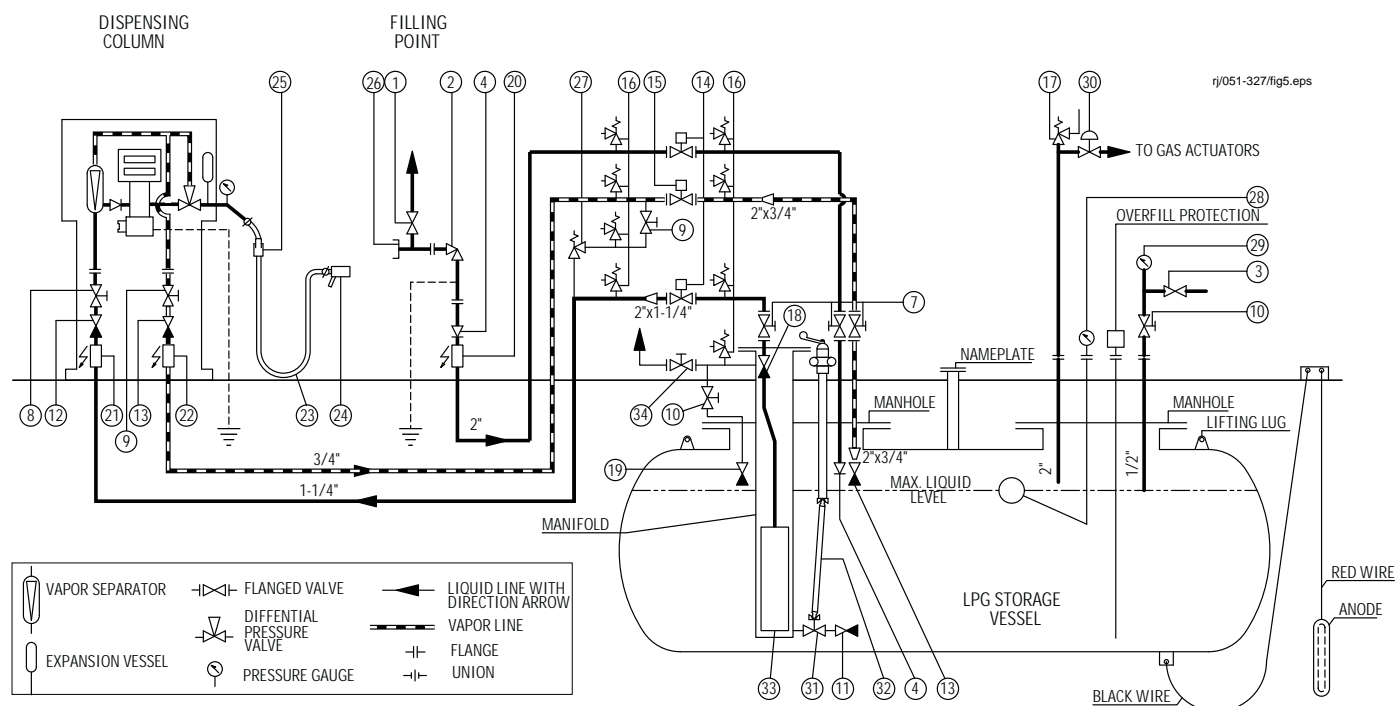 DISPENSING
COLUMN
FILLING
POINT
rj/051-327/fig5.eps
25
26
1
2
4
20
27
16
15
14
16
17
30
TO GAS ACTUATORS
28
OVERFILL PROTECTION
29
3
10
2"x3/4"
9
2"x1-1/4"
7
18
NAMEPLATE
8
12
21
9
13
22
23
24
2"
34
10
MANHOLE
MANHOLE
LIFTING LUG
3/4"
19
2"x3/4"
2"
1/2"
1-1/4"
MAX. LIQUID
LEVEL
MANIFOLD
VAPOR SEPARATOR
FLANGED VALVE
LIQUID LINE WITH
DIRECTION ARROW
DIFFENTIAL
PRESSURE
VALVE
VAPOR LINE
FLANGE
EXPANSION VESSEL
PRESSURE GAUGE
UNION
LPG STORAGE
VESSEL
RED WIRE
ANODE
33
31
11
32
4
13
BLACK WIRE